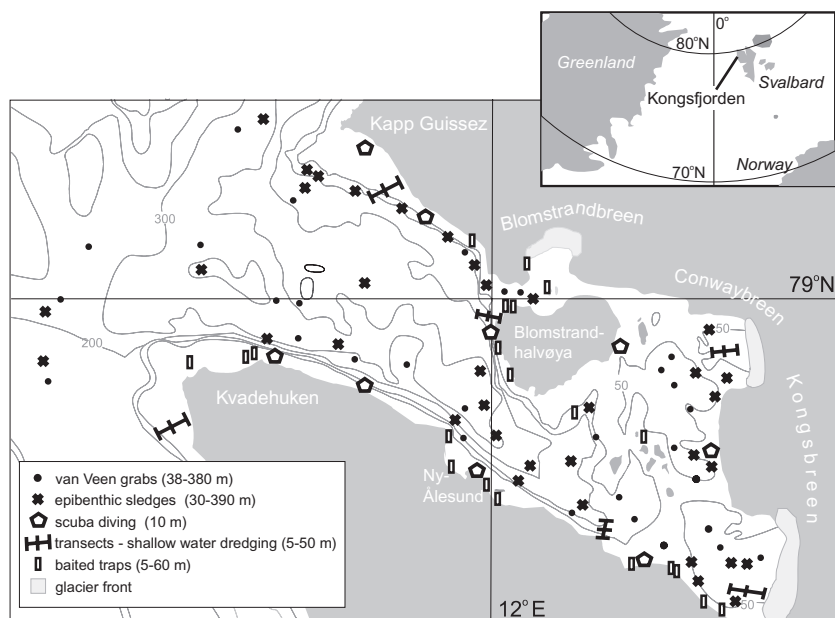 0°
80°N
Greenland
Svalbard
Kongsfjorden
70°N
Norway
Kapp Guissez
300
Blomstrandbreen
79°N
Conwaybreen
200
50
Blomstrand-
halvøya
50
Kvadehuken
Kongsbreen
Ny-
Ålesund
van Veen grabs (38-380 m)
epibenthic sledges (30-390 m)
scuba diving (10 m)
transects - shallow water dredging (5-50 m)
baited traps (5-60 m)
glacier front
50
12°E